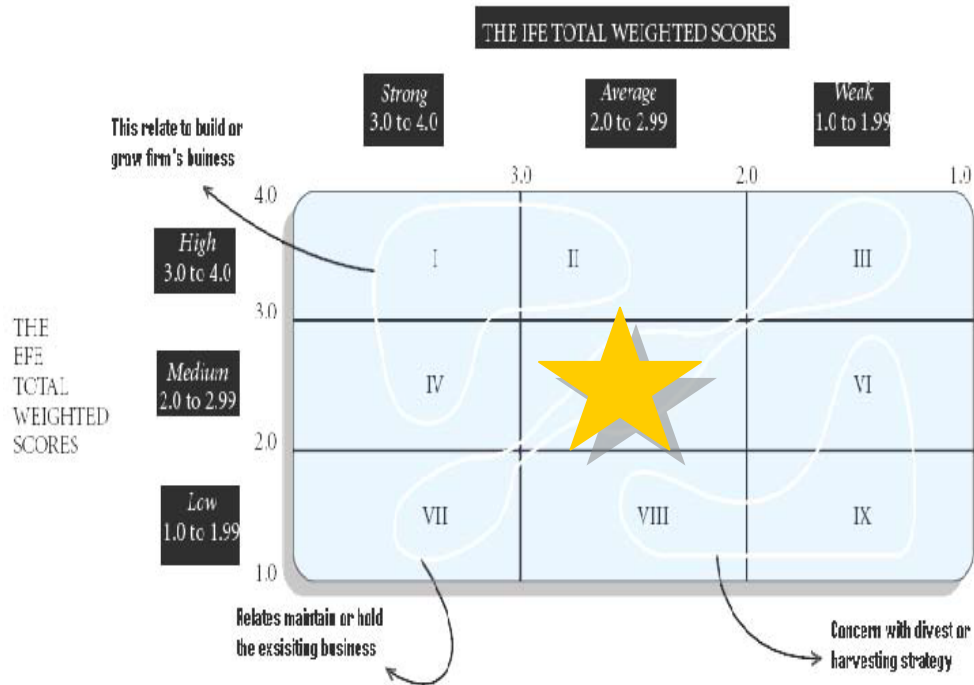 THE IFE TOTAL WEIGHTED SCORES
Strong
3.0 to 4.0
Average
2.0 to 2.99
Weak
1.0 to 1.99
This relate to build or
grow firm's buiness
3.0
2.0
1.0
4.0
High
3.0 to 4.0
I
II
III
3.0
THE
EFE
TOTAL
WEIGHTED
SCORES
Medium
2.0 to 2.99
IV
VI
2.0
Low
1.0 to 1.99
VII
VIII
IX
1.0
Relates maintain or hold
the exsisiting business
Concern with divest or
harvesting strategy